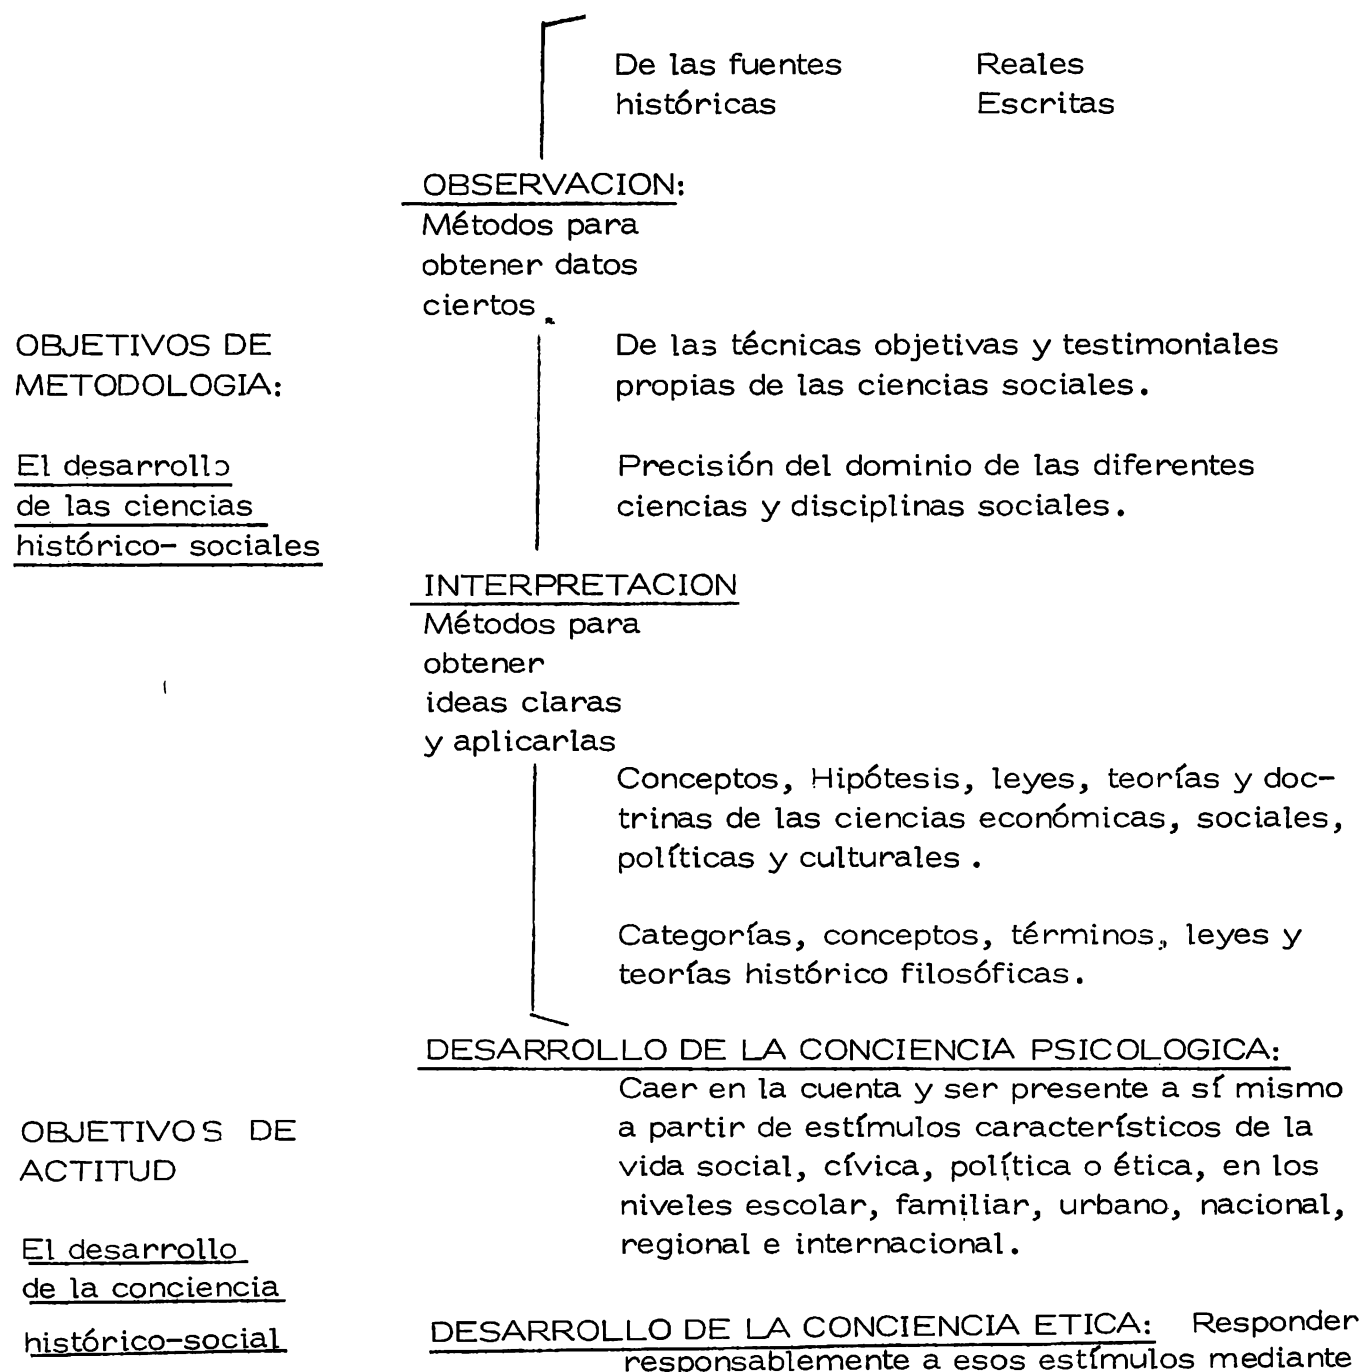 De las fuentes Reales
históricas Escritas
OBSERVACION:
Métodos para
obtener datos
ciertos.
OBJETIVOS DE
METODOLOGIA:
El desarrollo
de las ciencias
histórico- sociales
De las técnicas objetivas y testimoniales
propias de las ciencias sociales.
Precisión del dominio de las diferentes
ciencias y disciplinas sociales.
INTERPRETACION
Métodos para
obtener
ideas claras
y aplicarlas
Conceptos, Hipótesis, leyes, teorías y doc-
trinas de las ciencias económicas, sociales,
políticas y culturales .
Categorías, conceptos, términos, leyes y
teorías histórico filosóficas.
OBJETIVOS DE
ACTITUD
El desarrollo
de la conciencia
histórico-social
DESARROLLO DE LA CONCIENCIA PSICOLOGICA:
Caer en la cuenta y ser presente a sí mismo
a partir de estímulos característicos de la
vida social, cívica, política o ética, en los
niveles escolar, familiar, urbano, nacional,
regional e internacional.
DESARROLLO DE LA CONCIENCIA ETICA: Responder
responsablemente a esos estímulos mediante